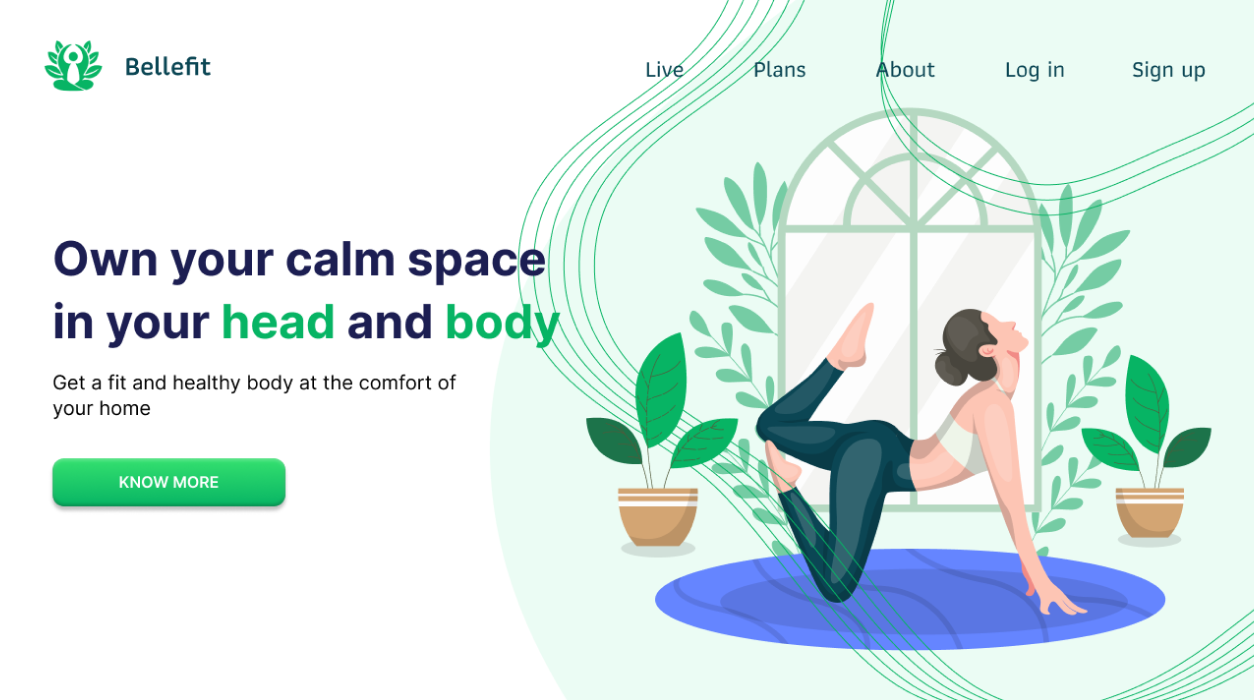 Bellefit
Live Plans About Log in Sign up
Own your calm space
in your head and body
Get a fit and healthy body at the comfort of
your home
KNOW MORE